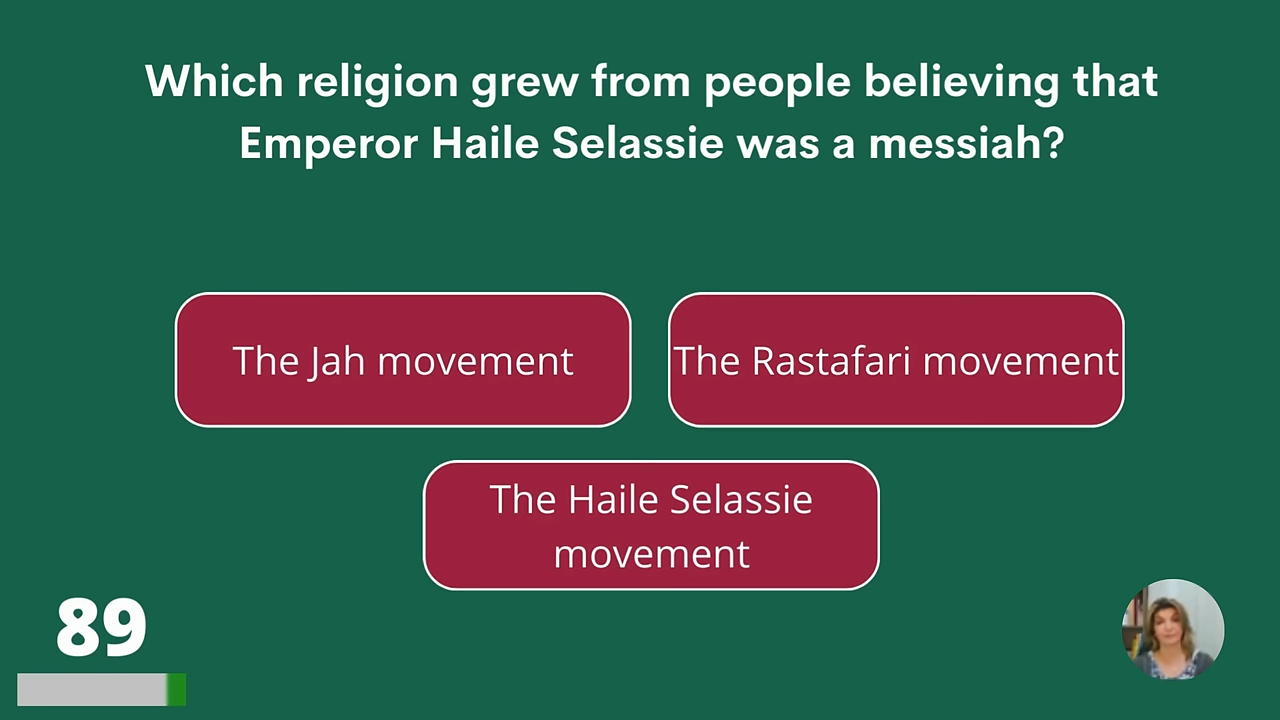 Which religion grew from people believing that
Emperor Haile Selassie was a messiah?
The Jah movement
The Rastafari movement
The Haile Selassie
movement
89